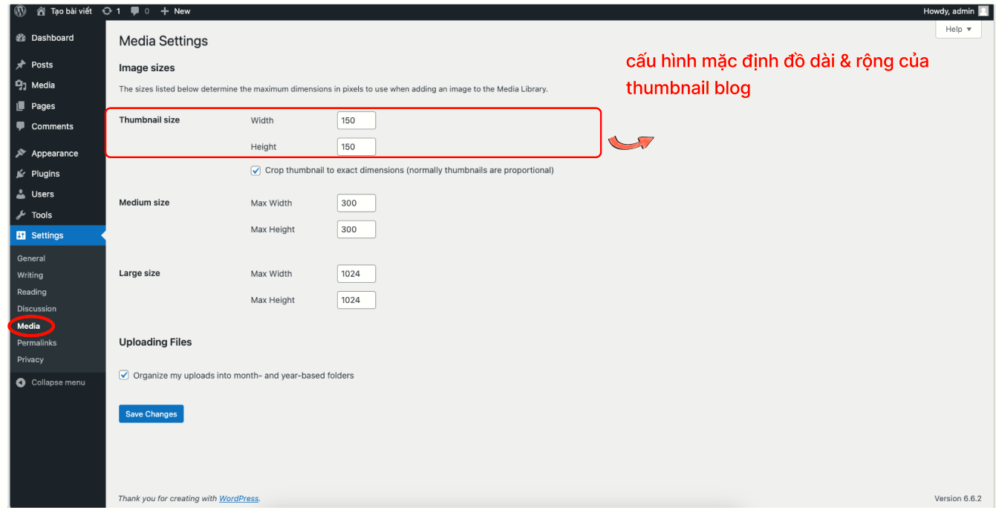 Tạo bài viết 1 0 + New Howdy, admin
Help ▼
Dashboard
Posts
Media
Pages
Comments
Appearance
Plugins
Users
Tools
Settings
General
Writing
Reading
Discussion
Media
Permalinks
Privacy
Collapse menu
Media Settings
Image sizes
The sizes listed below determine the maximum dimensions in pixels to use when adding an image to the Media Library.
cấu hình mặc định đồ dài & rộng của
thumbnail blog
Thumbnail size Width 150
Height 150
Crop thumbnail to exact dimensions (normally thumbnails are proportional)
Medium size Max Width 300
Max Height 300
Large size Max Width 1024
Max Height 1024
Uploading Files
Organize my uploads into month- and year-based folders
Save Changes
Thank you for creating with WordPress. Version 6.6.2